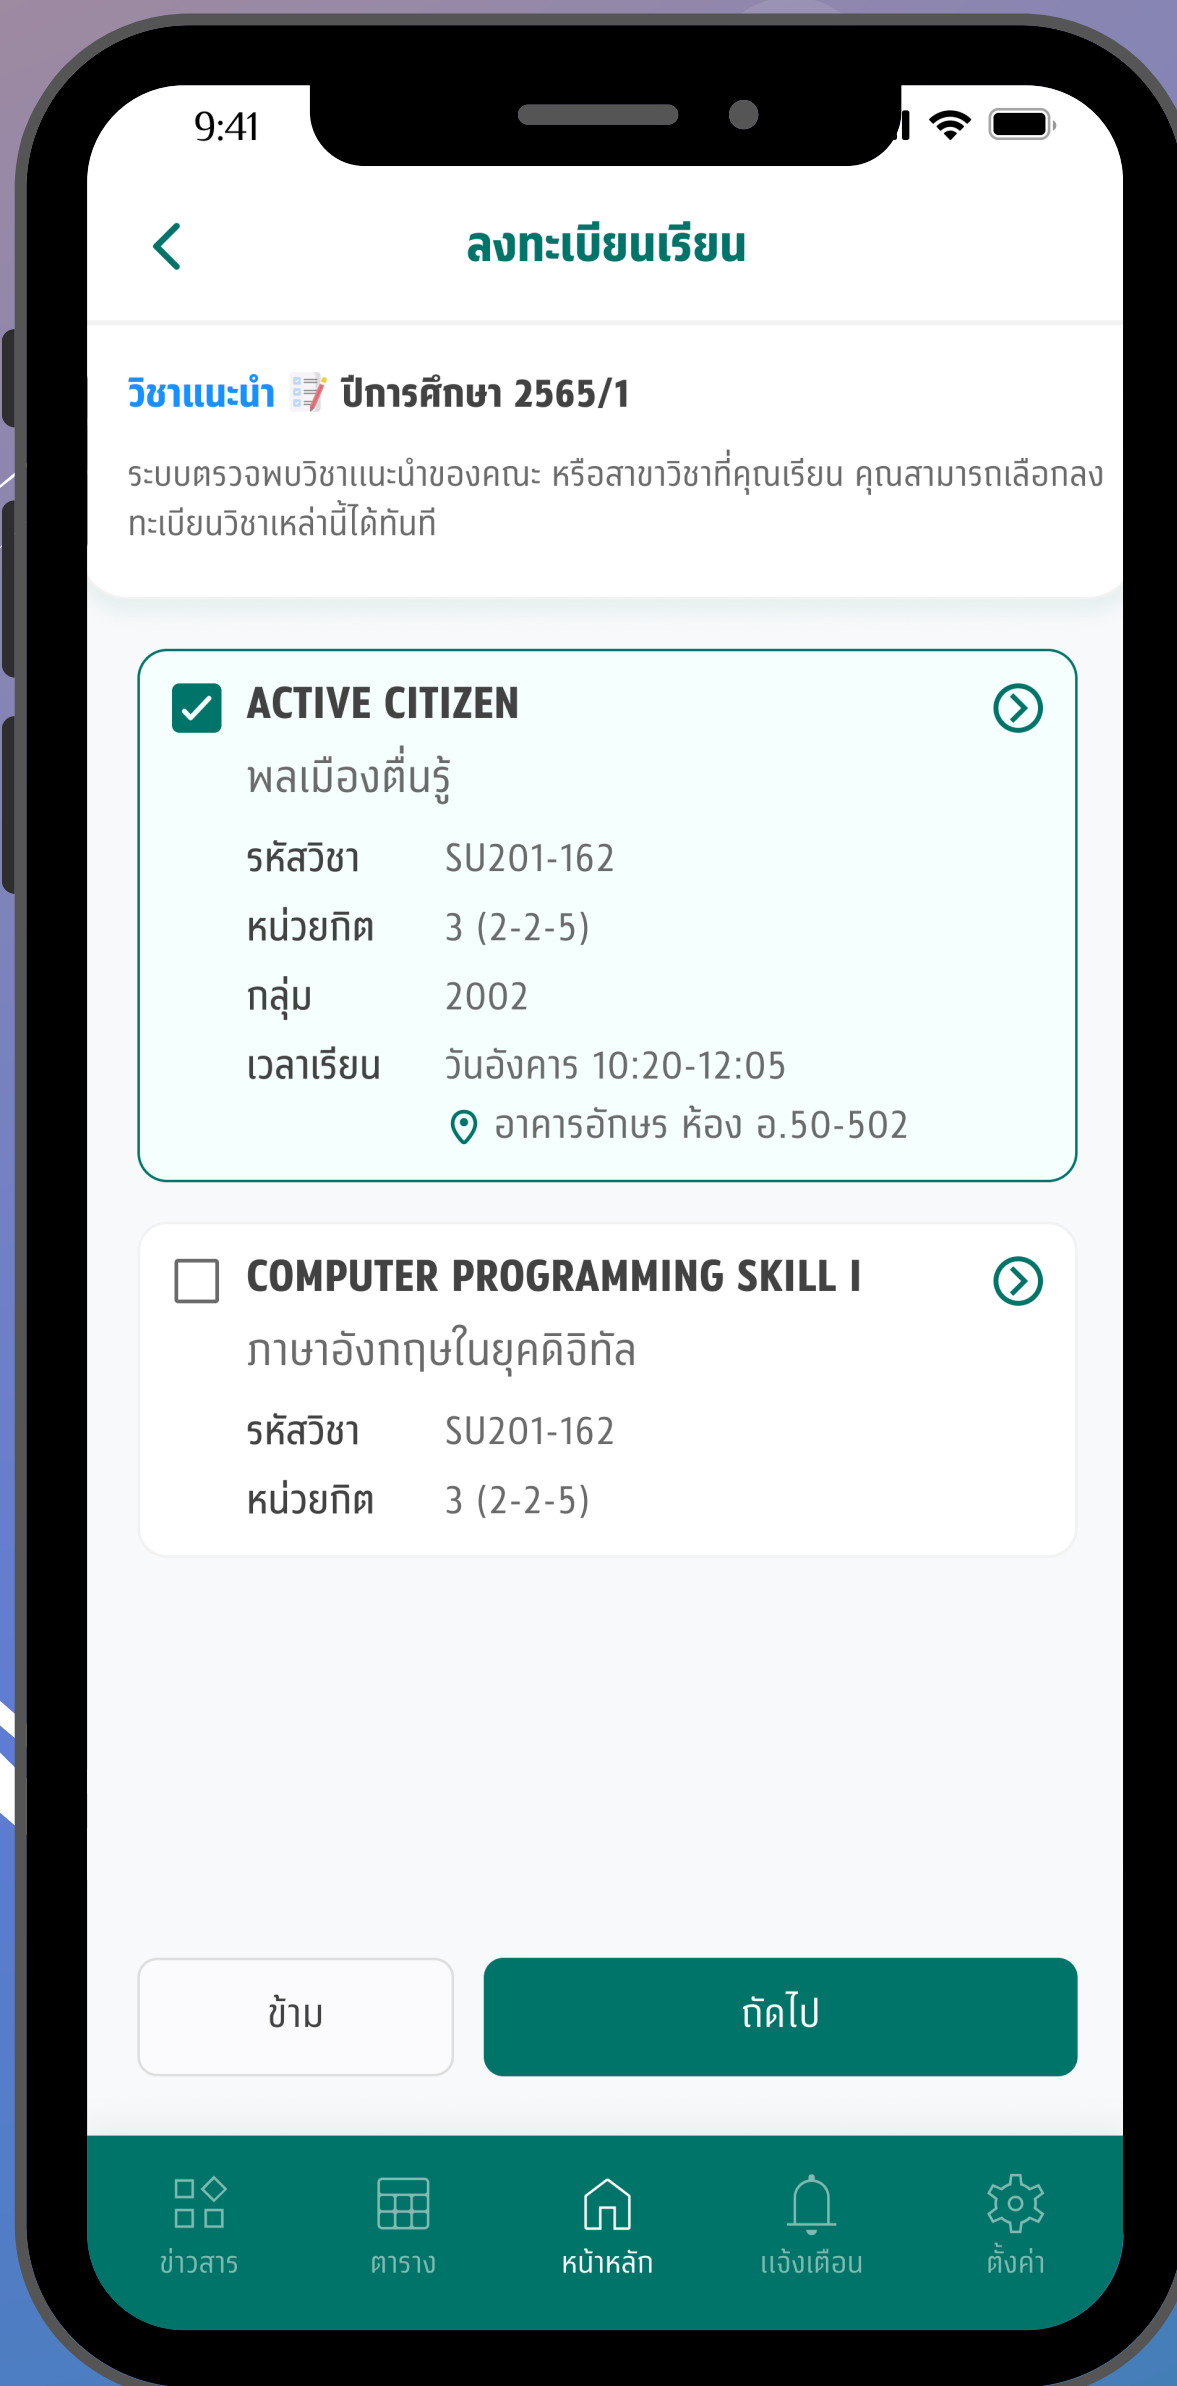 9:41
ลงทะเบียนเรียน
วิชาแนะนำ 📝 ปีการศึกษา 2565/1
ระบบตรวจพบวิชาแนะนำของคณะ หรือสาขาวิชาที่คุณเรียน คุณสามารถเลือกลง
ทะเบียนวิชาเหล่านี้ได้ทันที
ACTIVE CITIZEN
พลเมืองตื่นรู้
รหัสวิชา SU201-162
หน่วยกิต 3 (2-2-5)
กลุ่ม 2002
เวลาเรียน วันอังคาร 10:20-12:05
อาคารอักษร ห้อง อ.50-502
COMPUTER PROGRAMMING SKILL I
ภาษาอังกฤษในยุคดิจิทัล
รหัสวิชา SU201-162
หน่วยกิต 3 (2-2-5)
ข้าม ถัดไป
ข่าวสาร ตาราง หน้าหลัก แจ้งเตือน ตั้งค่า